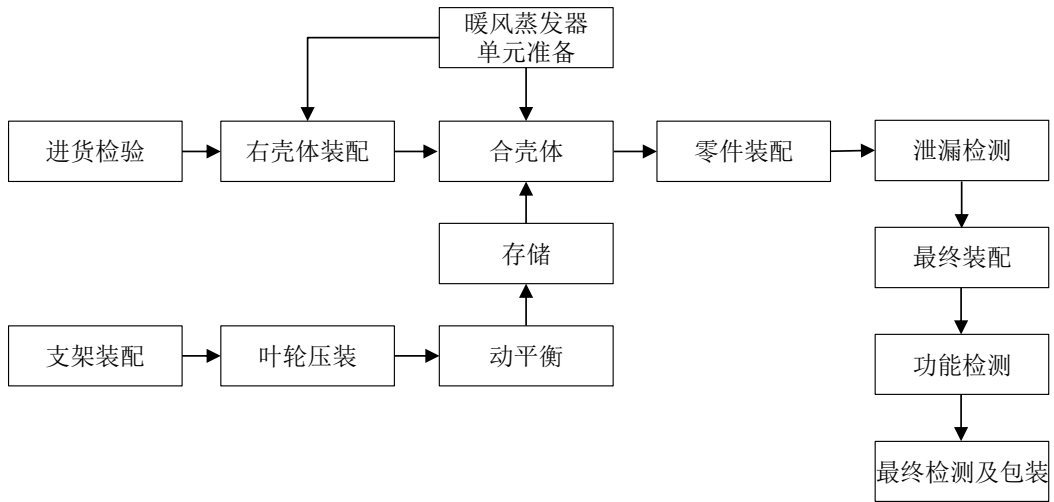 暖风蒸发器
单元准备
进货检验
右壳体装配
合壳体
零件装配
泄漏检测
存储
最终装配
支架装配
叶轮压装
动平衡
功能检测
最终检测及包装